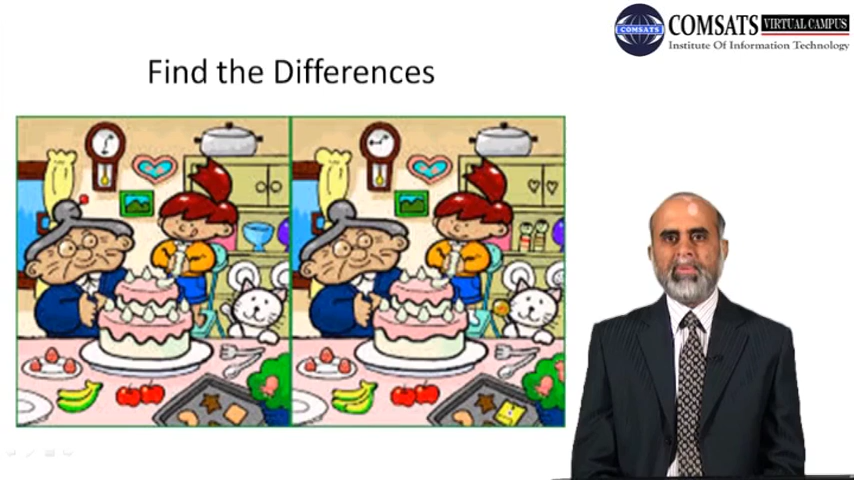 COMSATS VIRTUAL CAMPUS
COMSATS
Institute Of Information Technology
Find the Differences